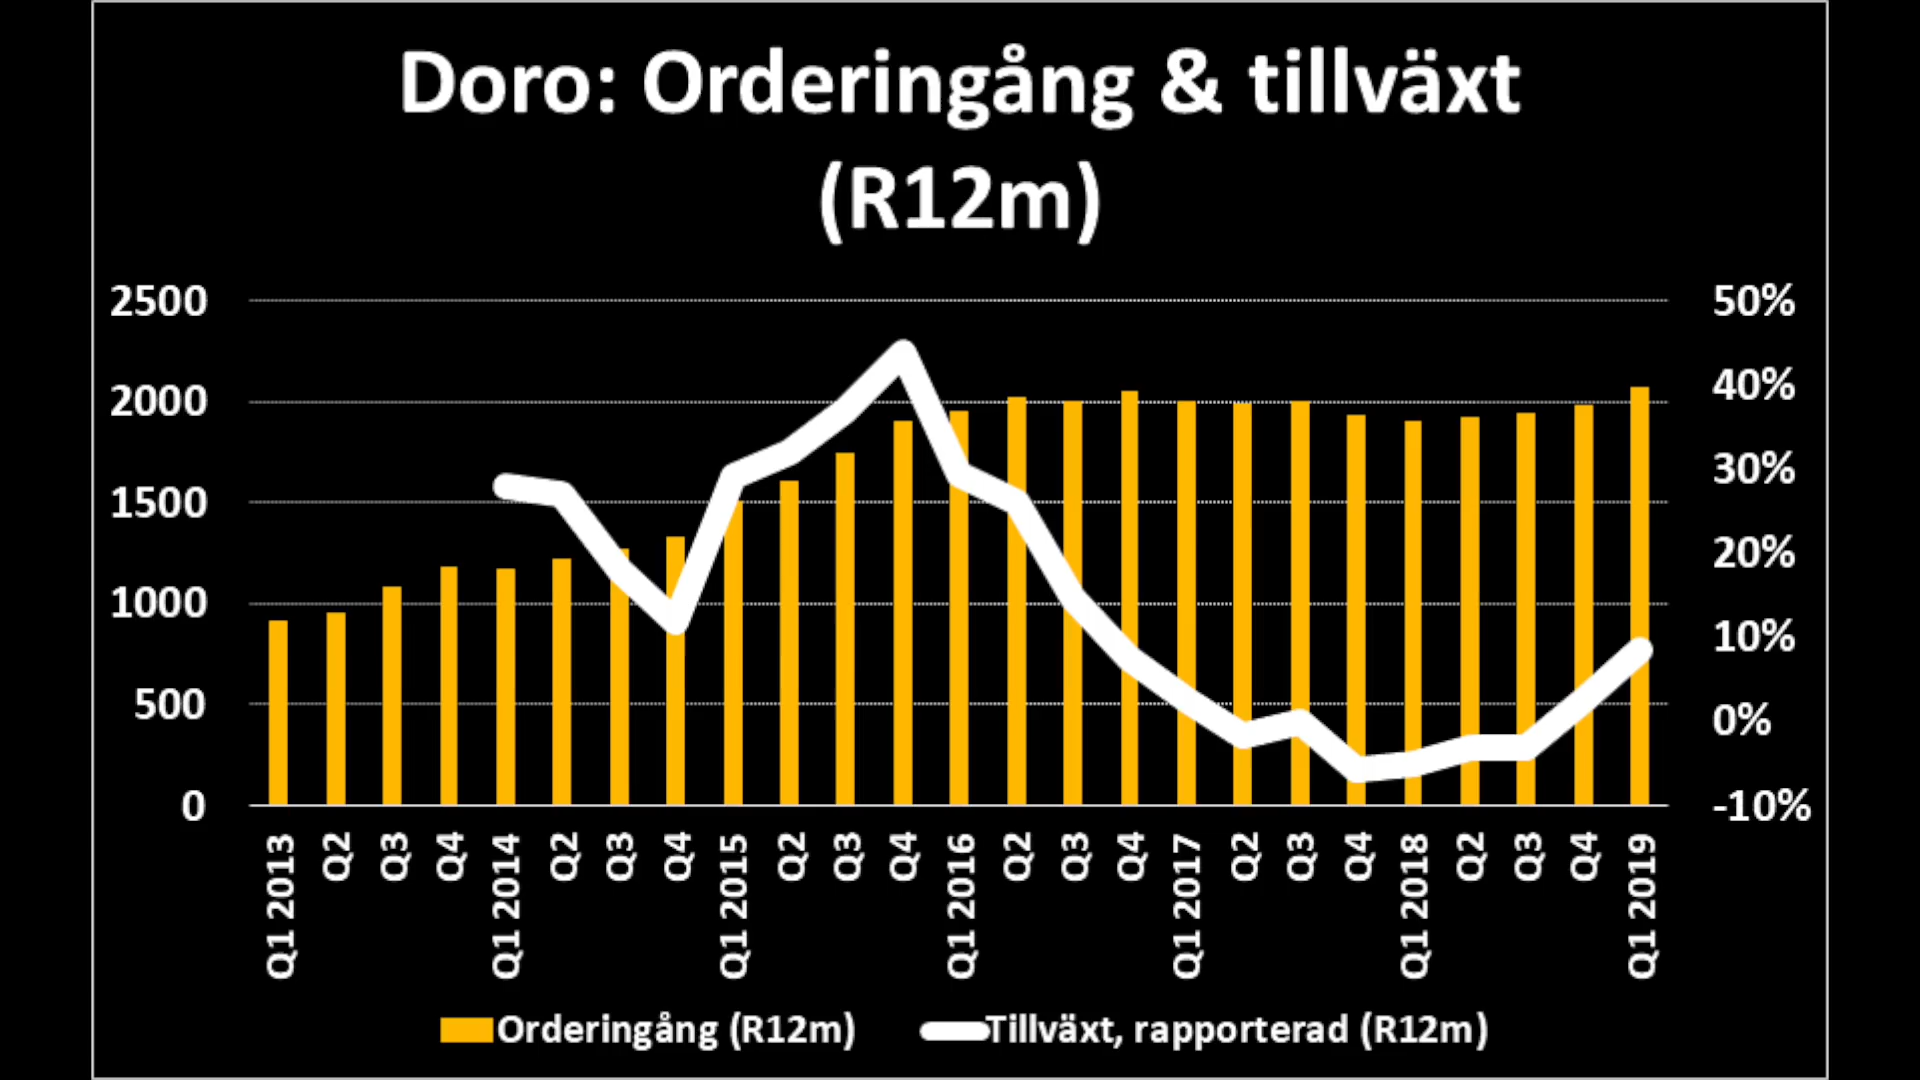 Doro: Orderingång & tillväxt
(R12m)
2500
2000
1500
1000
500
0
50%
40%
30%
20%
10%
0%
-10%
Q1 2013
Q2
Q3
Q4
Q1 2014
Q2
Q3
Q4
Q1 2015
Q2
Q3
Q4
Q1 2016
Q2
Q3
Q4
Q1 2017
Q2
Q3
Q4
Q1 2018
Q2
Q3
Q4
Q1 2019
Orderingång (R12m)
Tillväxt, rapporterad (R12m)